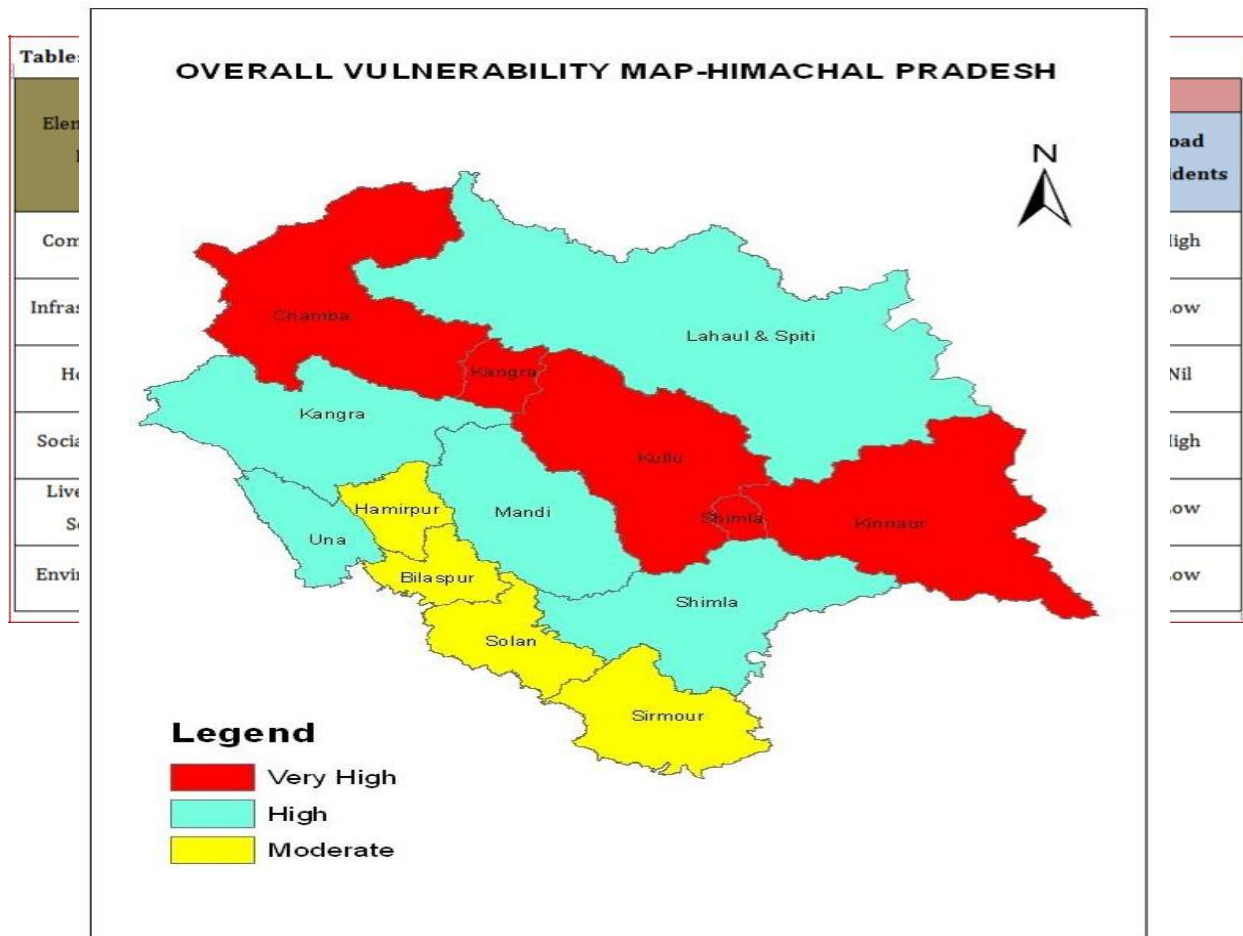 Table:
OVERALL VULNERABILITY MAP-HIMACHAL PRADESH
N
Chamba
Lahaul & Spiti
Kangra
Kangra
Kullu
Hamirpur
Mandi
Shimla
Kinnaur
Una
Bilaspur
Shimla
Solan
Sirmour
Legend
Very High
High
Moderate
Nil